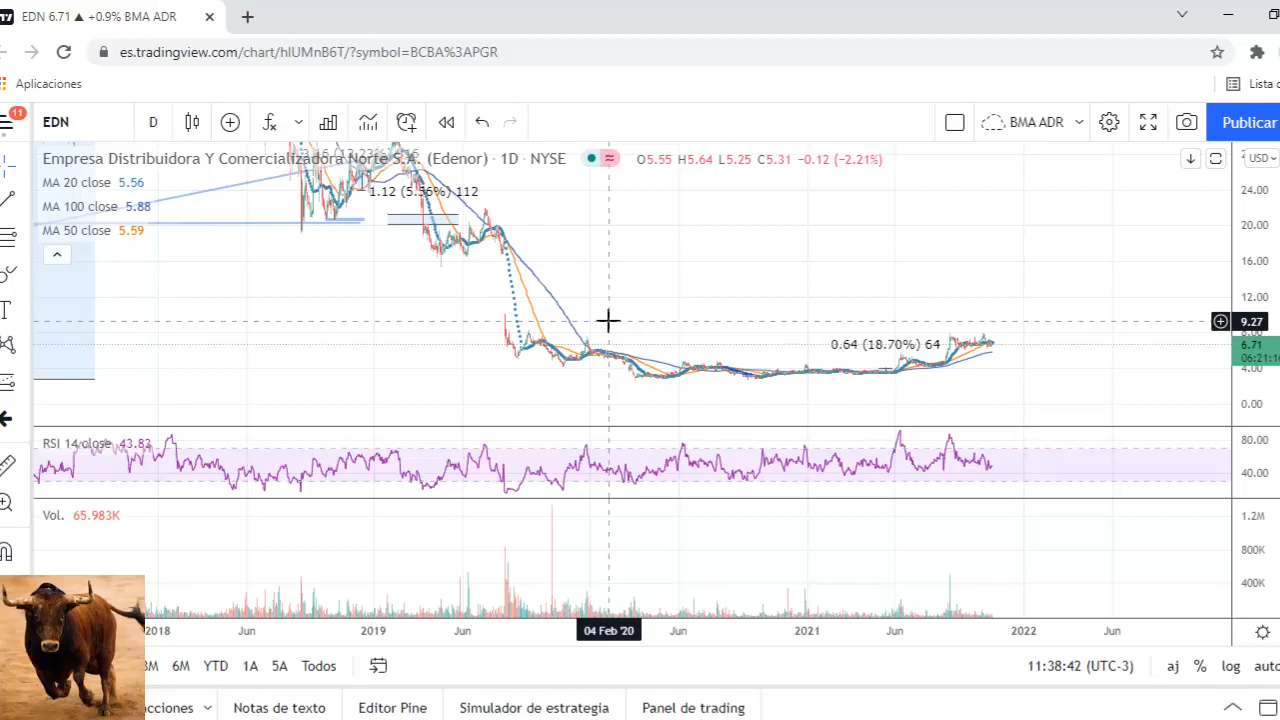 EDN 6.71 ▲ +0.9% BMA ADR
es.tradingview.com/chart/hIUMnB6T/?symbol=BCBA%3APGR
Aplicaciones
Lista
11
EDN D BMA ADR Publicar
Empresa Distribuidora Y Comercializadora Norte S.A. (Edenor) · 1D · NYSE O5.55 H5.64 L5.25 C5.31 −0.12 (−2.21%)
USD
MA 20 close 5.56
24.00
1.12 (5.56%) 112
MA 100 close 5.88
20.00
MA 50 close 5.59
16.00
12.00
9.27
0.64 (18.70%) 64
6.71
4.00
0.00
RSI 14 close 43.82
80.00
40.00
Vol. 65.983K
1.2M
800K
400K
2018 Jun 2019 Jun 04 Feb '20 Jun 2021 Jun 2022 Jun
6M YTD 1A 5A Todos 11:38:42 (UTC-3) aj % log
Notas de texto Editor Pine Simulador de estrategia Panel de trading